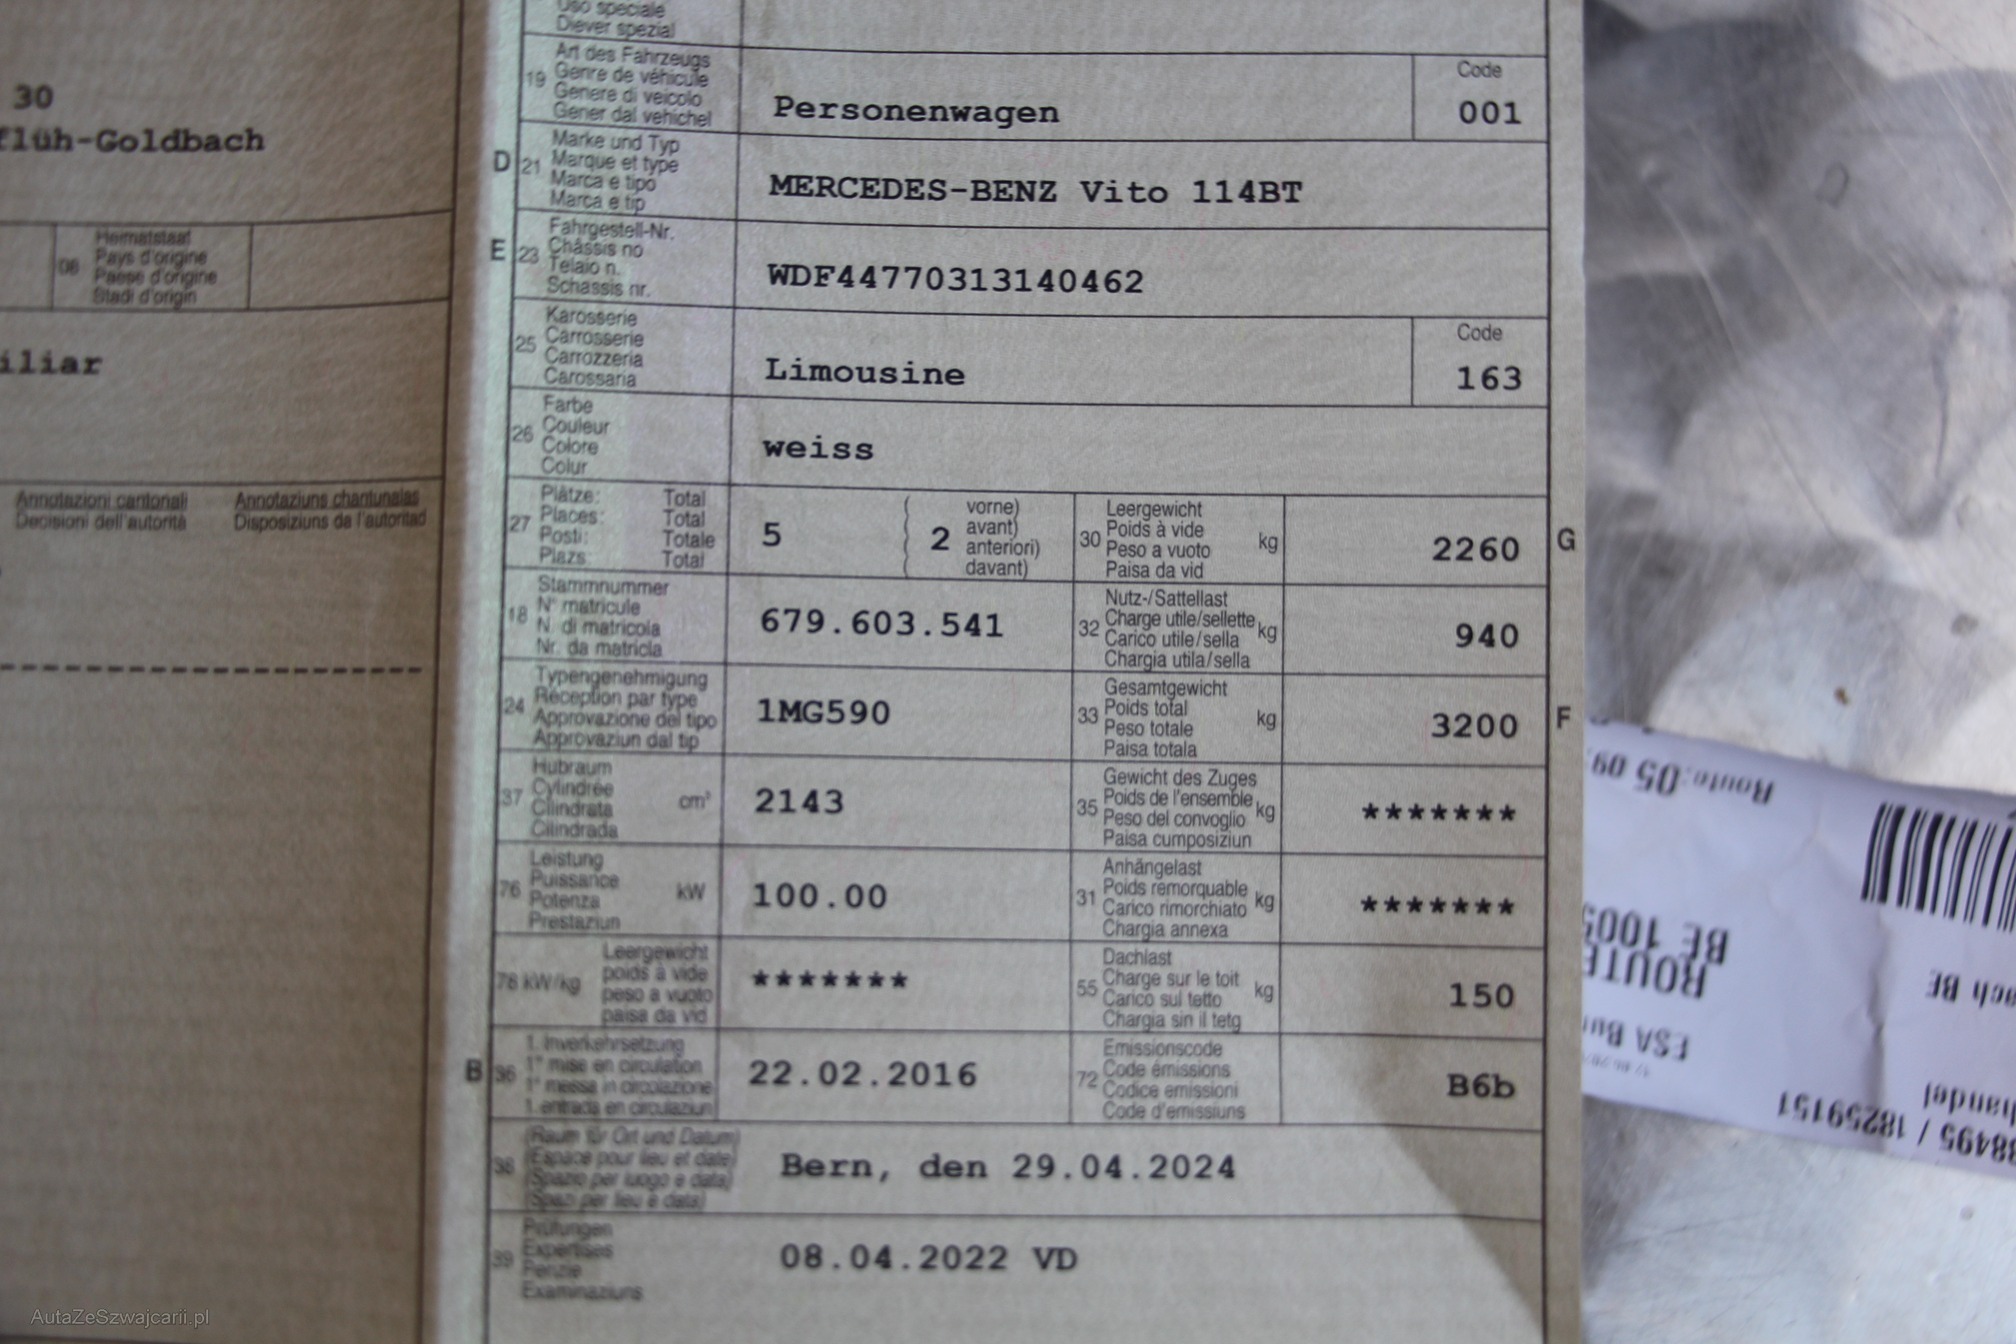 30
flüh-Goldbach
06
Heimatstaat
Pays d'origine
Paese d'origine
Stadi d'origin
iliar
Annotazioni cantonali Annotaziuns chantunalas
Decisioni dell'autorità Disposiziuns da l'autoritad
Uso speciale
Diever spezial
19
Art des Fahrzeugs
Genre de véhicule
Genere di veicolo
Gener dal vehichel
Personenwagen
Code
001
D 21
Marke und Typ
Marque et type
Marca e tipo
Marca e tip
MERCEDES-BENZ Vito 114BT
E 23
Fahrgestell-Nr.
Châssis no
Telaio n.
Schassis nr.
WDF44770313140462
25
Karosserie
Carrosserie
Carrozzeria
Carossaria
Limousine
Code
163
26
Farbe
Couleur
Colore
Colur
weiss
27
Plätze: Total
Places: Total
Posti: Totale
Plazs: Total
5
2
vorne)
avant)
anteriori)
davant)
30
Leergewicht
Poids à vide
Peso a vuoto
Paisa da vid
kg
2260
G
18
Stammnummer
N° matricule
N. di matricola
Nr. da matricla
679.603.541
32
Nutz-/Sattellast
Charge utile/sellette
Carico utile/sella
Chargia utila/sella
kg
940
24
Typengenehmigung
Réception par type
Approvazione del tipo
Approvaziun dal tip
1MG590
33
Gesamtgewicht
Poids total
Peso totale
Paisa totala
kg
3200
F
37
Hubraum
Cylindrée
Cilindrata
Cilindrada
cm³
2143
35
Gewicht des Zuges
Poids de l'ensemble
Peso del convoglio
Paisa cumposiziun
kg
*******
76
Leistung
Puissance
Potenza
Prestaziun
kW
100.00
31
Anhängelast
Poids remorquable
Carico rimorchiato
Chargia annexa
kg
*******
78 kW/kg
Leergewicht
poids à vide
peso a vuoto
paisa da vid
*******
55
Dachlast
Charge sur le toit
Carico sul tetto
Chargia sin il tetg
kg
150
B 36
1. Inverkehrsetzung
1re mise en circulation
1a messa in circolazione
1. entrada en circulaziun
22.02.2016
72
Emissionscode
Code émissions
Codice emissioni
Code d'emissiuns
B6b
38
(Raum für Ort und Datum)
(Espace pour lieu et date)
(Spazio per luogo e data)
(Spazi per lieu e data)
Bern, den 29.04.2024
39
Prüfungen
Expertises
Perizie
Examinaziuns
08.04.2022 VD
Route: 05 09
BE 1005
ROUTE
ach BE
ESA Bur
handel
38495 / 18259151
AutaZeSzwajcarii.pl